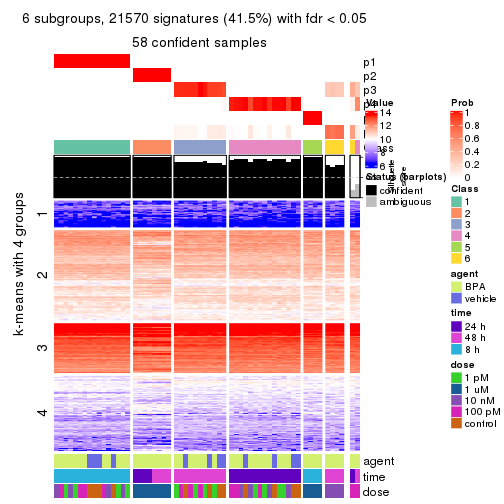 6 subgroups, 21570 signatures (41.5%) with fdr < 0.05
58 confident samples
p1
p2
p3
Value
14
12
10
8
6
Status (barplots)
confident
ambiguous
Prob
1
0.8
0.6
0.4
0.2
0
Class
1
2
3
4
5
6
agent
BPA
vehicle
time
24 h
48 h
8 h
dose
1 pM
1 uM
10 nM
100 pM
control
k-means with 4 groups
1
2
3
4
agent
time
dose